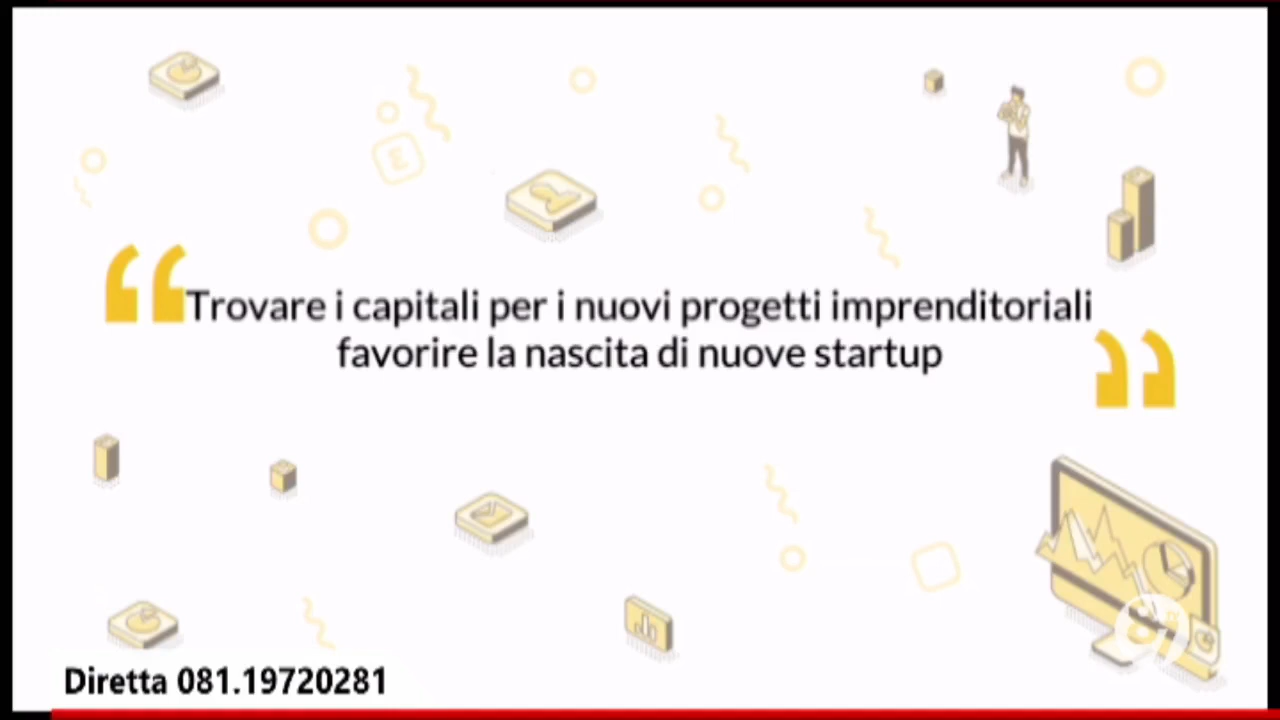 “Trovare i capitali per i nuovi progetti imprenditoriali
favorire la nascita di nuove startup”
Diretta 081.19720281